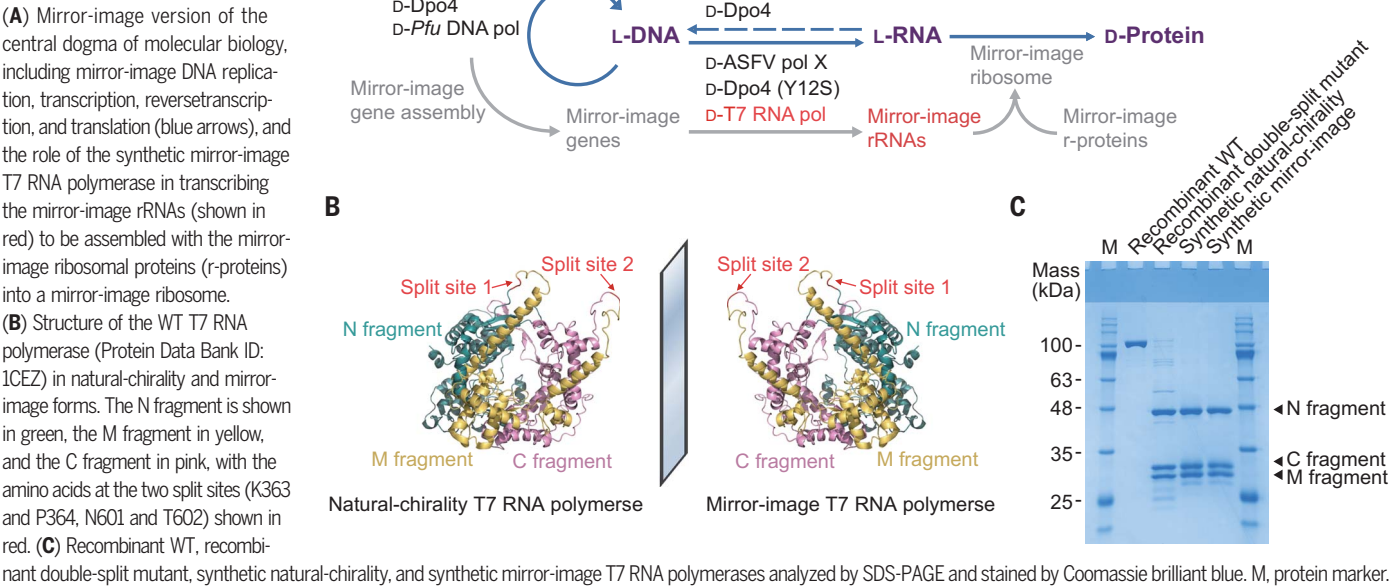 (A) Mirror-image version of the
central dogma of molecular biology,
including mirror-image DNA replica-
tion, transcription, reversetranscrip-
tion, and translation (blue arrows), and
the role of the synthetic mirror-image
T7 RNA polymerase in transcribing
the mirror-image rRNAs (shown in
red) to be assembled with the mirror-
image ribosomal proteins (r-proteins)
into a mirror-image ribosome.
(B) Structure of the WT T7 RNA
polymerase (Protein Data Bank ID:
1CEZ) in natural-chirality and mirror-
image forms. The N fragment is shown
in green, the M fragment in yellow,
and the C fragment in pink, with the
amino acids at the two split sites (K363
and P364, N601 and T602) shown in
red. (C) Recombinant WT, recombi-
nant double-split mutant, synthetic natural-chirality, and synthetic mirror-image T7 RNA polymerases analyzed by SDS-PAGE and stained by Coomassie brilliant blue. M, protein marker
D-Dpo4
D-Pfu DNA pol
L-DNA
D-Dpo4
L-RNA
D-Protein
D-ASFV pol X
D-Dpo4 (Y12S)
D-T7 RNA pol
Mirror-image
gene assembly
Mirror-image
genes
Mirror-image
rRNAs
Mirror-image
ribosome
Mirror-image
r-proteins
B
Split site 1
Split site 2
N fragment
M fragment
C fragment
Natural-chirality T7 RNA polymerse
Split site 2
Split site 1
N fragment
C fragment
M fragment
Mirror-image T7 RNA polymerse
C
M
Recombinant WT
Recombinant double-split mutant
Synthetic natural-chirality
Synthetic mirror-image
M
Mass
(kDa)
100-
63-
48-
35-
25-
N fragment
C fragment
M fragment